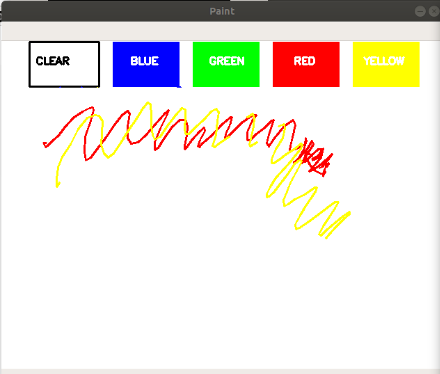 Paint
CLEAR BLUE GREEN RED YELLOW